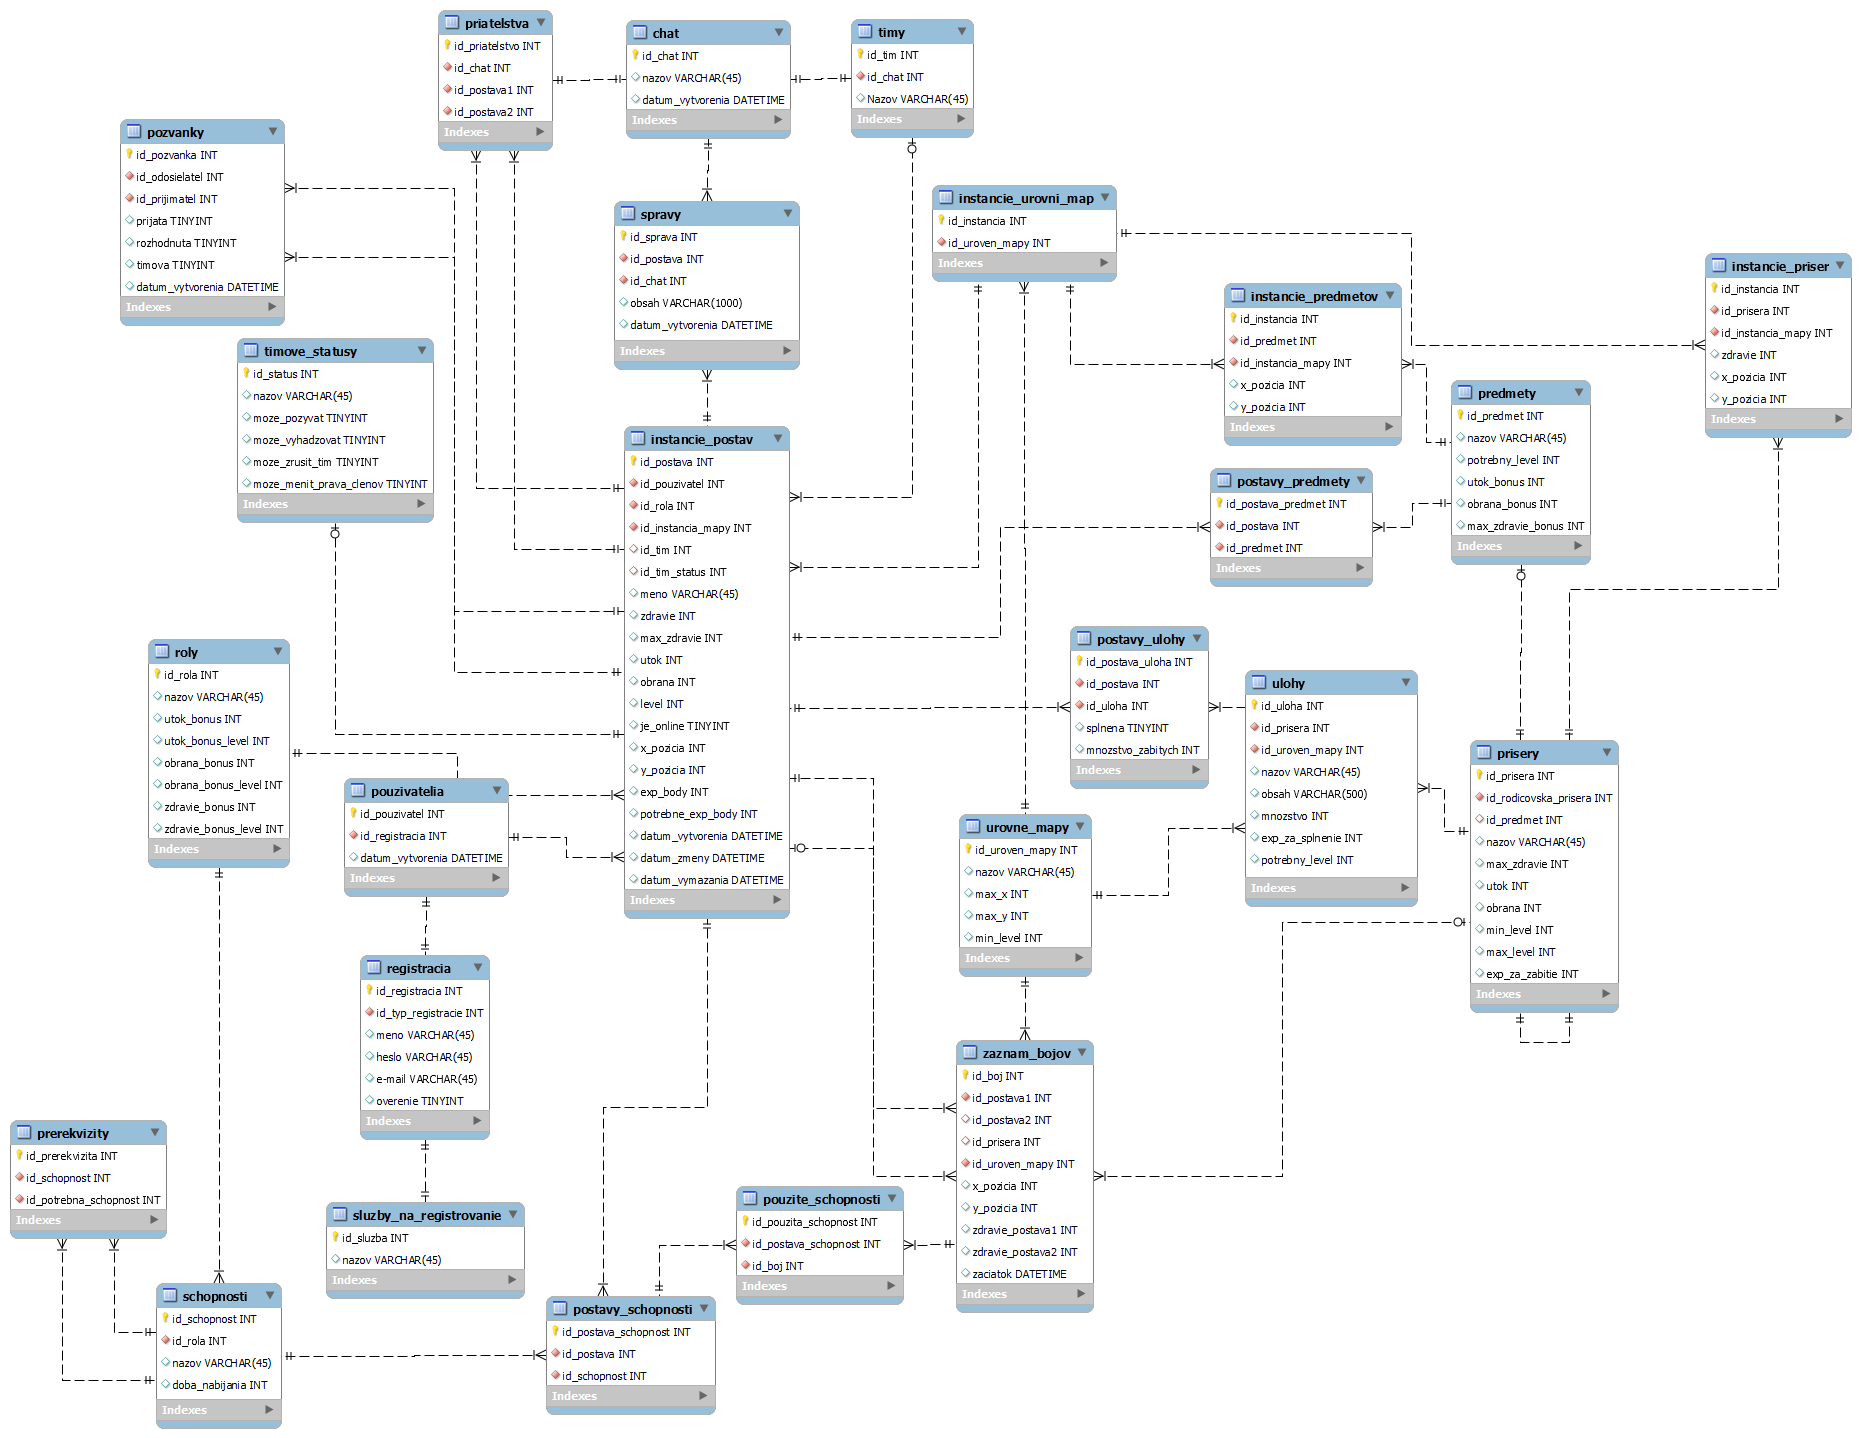 priatelstva
id_priatelstvo INT
id_chat INT
id_postava1 INT
id_postava2 INT
Indexes
chat
id_chat INT
nazov VARCHAR(45)
datum_vytvorenia DATETIME
Indexes
timy
id_tim INT
id_chat INT
Nazov VARCHAR(45)
Indexes
pozvanky
id_pozvanka INT
id_odosielatel INT
id_prijimatel INT
prijata TINYINT
rozhodnuta TINYINT
timova TINYINT
datum_vytvorenia DATETIME
Indexes
spravy
id_sprava INT
id_postava INT
id_chat INT
obsah VARCHAR(1000)
datum_vytvorenia DATETIME
Indexes
instancie_urovni_map
id_instancia INT
id_uroven_mapy INT
Indexes
instancie_predmetov
id_instancia INT
id_predmet INT
id_instancia_mapy INT
x_pozicia INT
y_pozicia INT
Indexes
instancie_priser
id_instancia INT
id_prisera INT
id_instancia_mapy INT
zdravie INT
x_pozicia INT
y_pozicia INT
Indexes
timove_statusy
id_status INT
nazov VARCHAR(45)
moze_pozyvat TINYINT
moze_vyhadzovat TINYINT
moze_zrusit_tim TINYINT
moze_menit_prava_clenov TINYINT
Indexes
instancie_postav
id_postava INT
id_pouzivatel INT
id_rola INT
id_instancia_mapy INT
id_tim INT
id_tim_status INT
meno VARCHAR(45)
zdravie INT
max_zdravie INT
utok INT
obrana INT
level INT
je_online TINYINT
x_pozicia INT
y_pozicia INT
exp_body INT
potrebne_exp_body INT
datum_vytvorenia DATETIME
datum_zmeny DATETIME
datum_vymazania DATETIME
Indexes
predmety
id_predmet INT
nazov VARCHAR(45)
potrebny_level INT
utok_bonus INT
obrana_bonus INT
max_zdravie_bonus INT
Indexes
postavy_predmety
id_postava_predmet INT
id_postava INT
id_predmet INT
Indexes
roly
id_rola INT
nazov VARCHAR(45)
utok_bonus INT
utok_bonus_level INT
obrana_bonus INT
obrana_bonus_level INT
zdravie_bonus INT
zdravie_bonus_level INT
Indexes
postavy_ulohy
id_postava_uloha INT
id_postava INT
id_uloha INT
splnena TINYINT
mnozstvo_zabitych INT
Indexes
ulohy
id_uloha INT
id_prisera INT
id_uroven_mapy INT
nazov VARCHAR(45)
obsah VARCHAR(500)
mnozstvo INT
exp_za_splnenie INT
potrebny_level INT
Indexes
prisery
id_prisera INT
id_rodicovska_prisera INT
id_predmet INT
nazov VARCHAR(45)
max_zdravie INT
utok INT
obrana INT
min_level INT
max_level INT
exp_za_zabitie INT
Indexes
pouzivatelia
id_pouzivatel INT
id_registracia INT
datum_vytvorenia DATETIME
Indexes
urovne_mapy
id_uroven_mapy INT
nazov VARCHAR(45)
max_x INT
max_y INT
min_level INT
Indexes
registracia
id_registracia INT
id_typ_registracie INT
meno VARCHAR(45)
heslo VARCHAR(45)
e-mail VARCHAR(45)
overenie TINYINT
Indexes
zaznam_bojov
id_boj INT
id_postava1 INT
id_postava2 INT
id_prisera INT
id_uroven_mapy INT
x_pozicia INT
y_pozicia INT
zdravie_postava1 INT
zdravie_postava2 INT
zaciatok DATETIME
Indexes
prerekvizity
id_prerekvizita INT
id_schopnost INT
id_potrebna_schopnost INT
Indexes
sluzby_na_registrovanie
id_sluzba INT
nazov VARCHAR(45)
Indexes
pouzite_schopnosti
id_pouzita_schopnost INT
id_postava_schopnost INT
id_boj INT
Indexes
schopnosti
id_schopnost INT
id_rola INT
nazov VARCHAR(45)
doba_nabijania INT
Indexes
postavy_schopnosti
id_postava_schopnost INT
id_postava INT
id_schopnost INT
Indexes